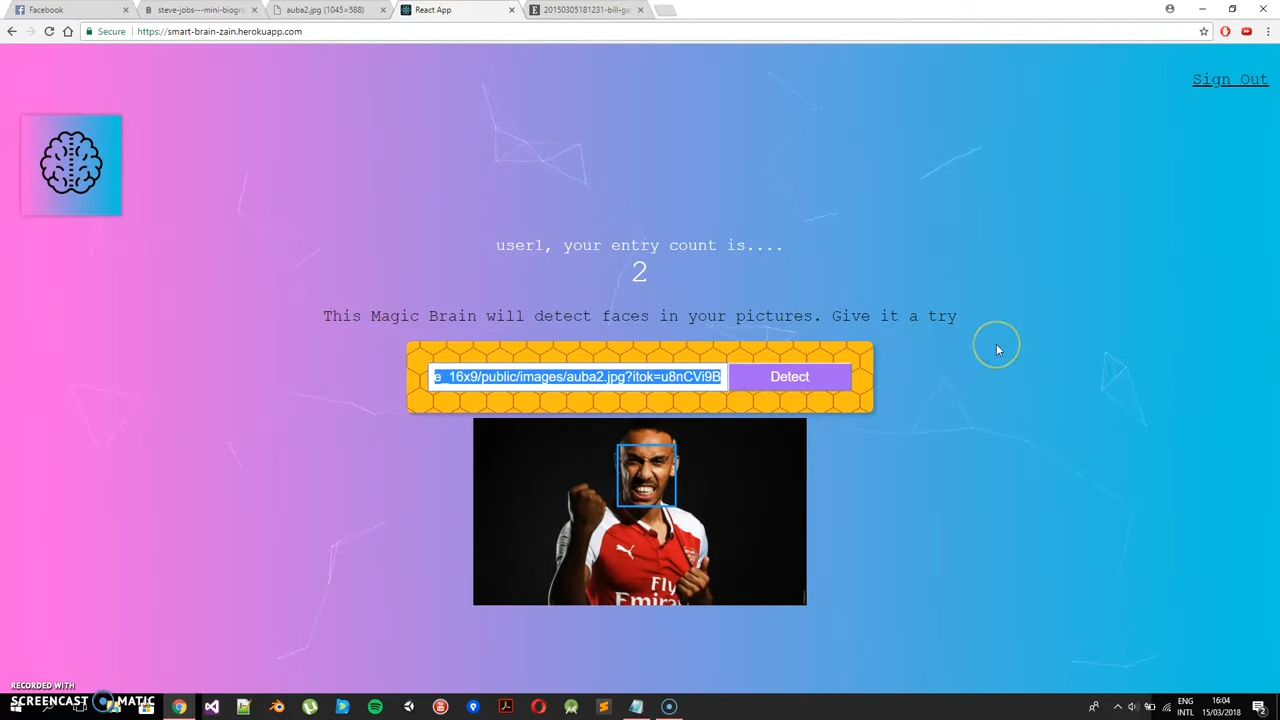 Facebook
steve-jobs---mini-biogra
auba2.jpg (1045×588)
React App
20150305181231-bill-ga
Secure
https://smart-brain-zain.herokuapp.com
Sign Out
user1, your entry count is....
2
This Magic Brain will detect faces in your pictures. Give it a try
e_16x9/public/images/auba2.jpg?itok=u8nCVi9B
Detect
Fly
Emirates
RECORDED WITH
SCREENCAST MATIC
ENG
INTL
16:04
15/03/2018
2